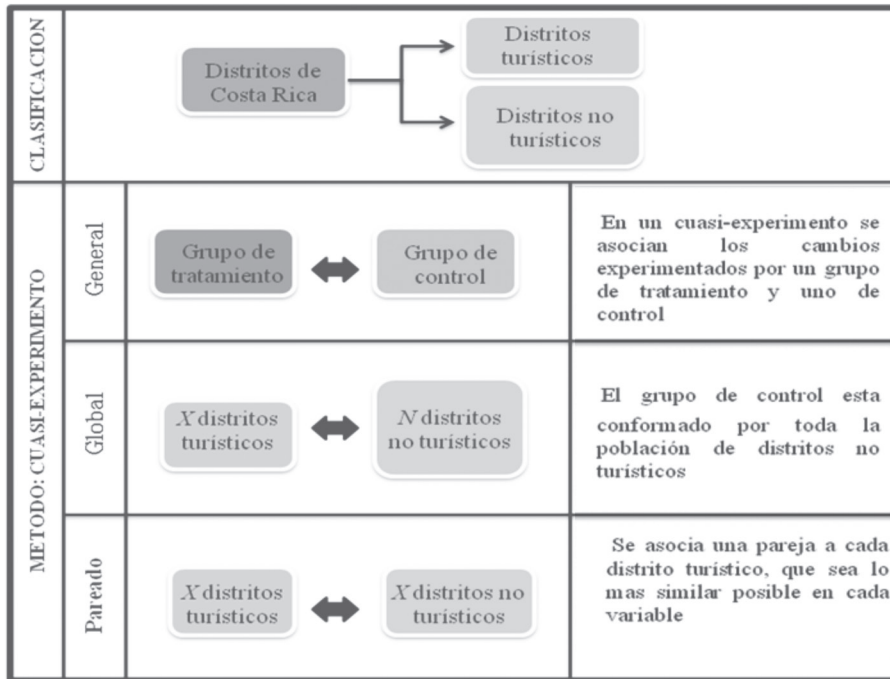 CLASIFICACION
Distritos de
Costa Rica
Distritos
turísticos
Distritos no
turísticos
METODO: CUASI-EXPERIMENTO
General
Grupo de
tratamiento
Grupo de
control
En un cuasi-experimento se
asocian los cambios
experimentados por un grupo
de tratamiento y uno de
control
Global
X distritos
turísticos
N distritos
no turísticos
El grupo de control esta
conformado por toda la
población de distritos no
turísticos
Pareado
X distritos
turísticos
X distritos no
turísticos
Se asocia una pareja a cada
distrito turístico, que sea lo
mas similar posible en cada
variable